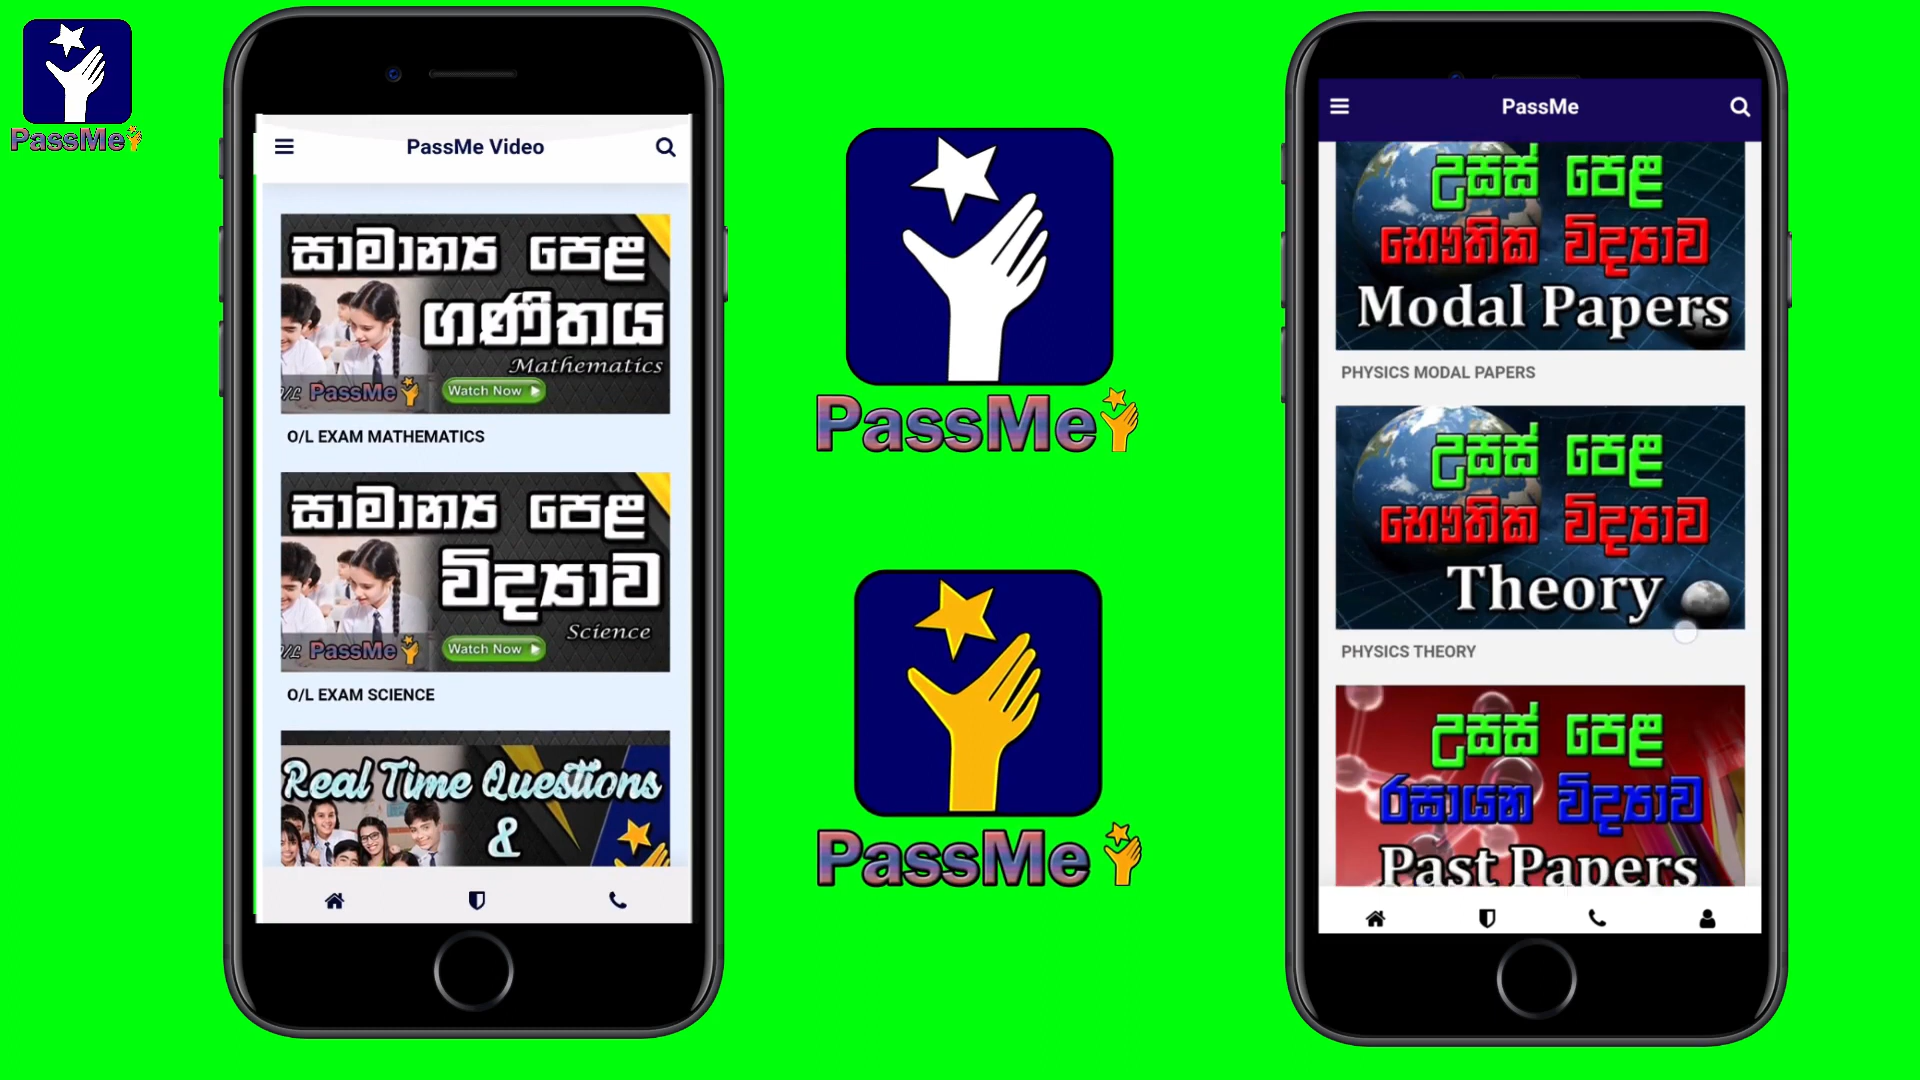 PassMe
PassMe Video
සාමාන්‍ය පෙළ
ගණිතය
Mathematics
O/L PassMe
Watch Now
O/L EXAM MATHEMATICS
සාමාන්‍ය පෙළ
විද්‍යාව
Science
O/L PassMe
Watch Now
O/L EXAM SCIENCE
Real Time Questions
&
PassMe
PassMe
PassMe
උසස් පෙළ
භෞතික විද්‍යාව
Modal Papers
PHYSICS MODAL PAPERS
උසස් පෙළ
භෞතික විද්‍යාව
Theory
PHYSICS THEORY
උසස් පෙළ
රසායන විද්‍යාව
Past Papers